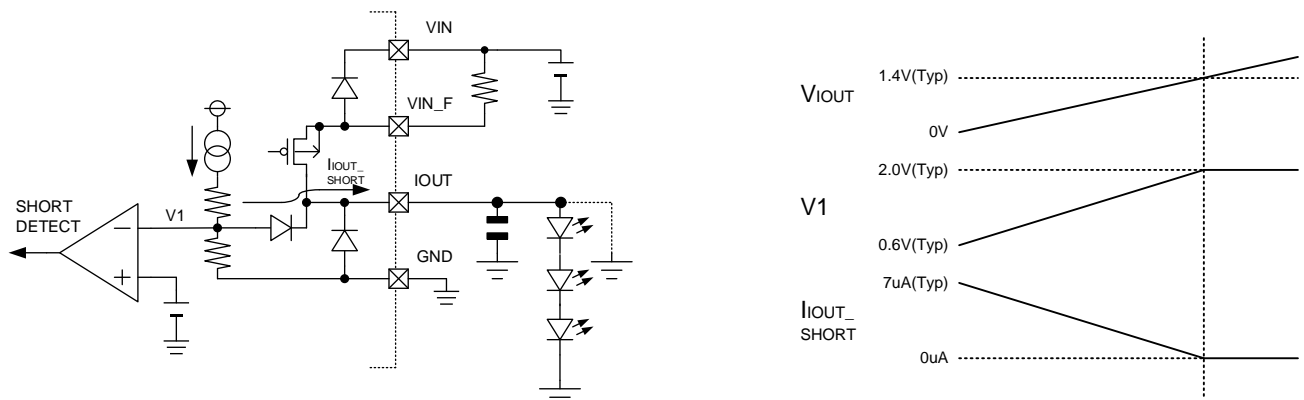 VIN
VIN_F
IIOUT_
SHORT
IOUT
SHORT
DETECT
V1
−
+
GND
VIOUT
1.4V(Typ)
0V
V1
2.0V(Typ)
0.6V(Typ)
IIOUT_
SHORT
7uA(Typ)
0uA